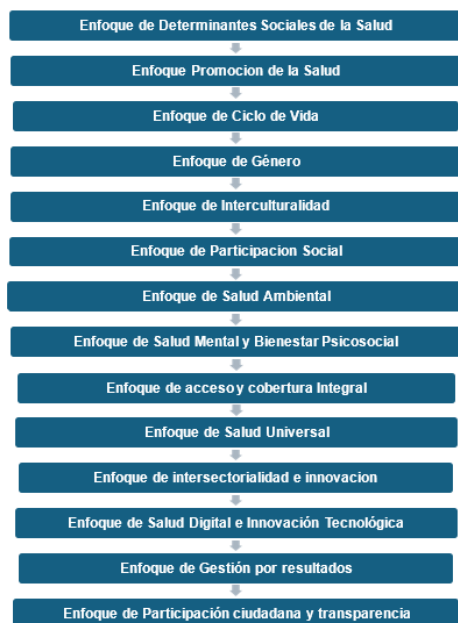 Enfoque de Determinantes Sociales de la Salud
Enfoque Promocion de la Salud
Enfoque de Ciclo de Vida
Enfoque de Género
Enfoque de Interculturalidad
Enfoque de Participacion Social
Enfoque de Salud Ambiental
Enfoque de Salud Mental y Bienestar Psicosocial
Enfoque de acceso y cobertura Integral
Enfoque de Salud Universal
Enfoque de intersectorialidad e innovacion
Enfoque de Salud Digital e Innovación Tecnológica
Enfoque de Gestión por resultados
Enfoque de Participación ciudadana y transparencia